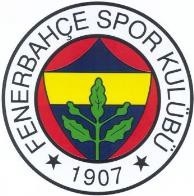 FENERBAHÇE SPOR KULÜBÜ
1907